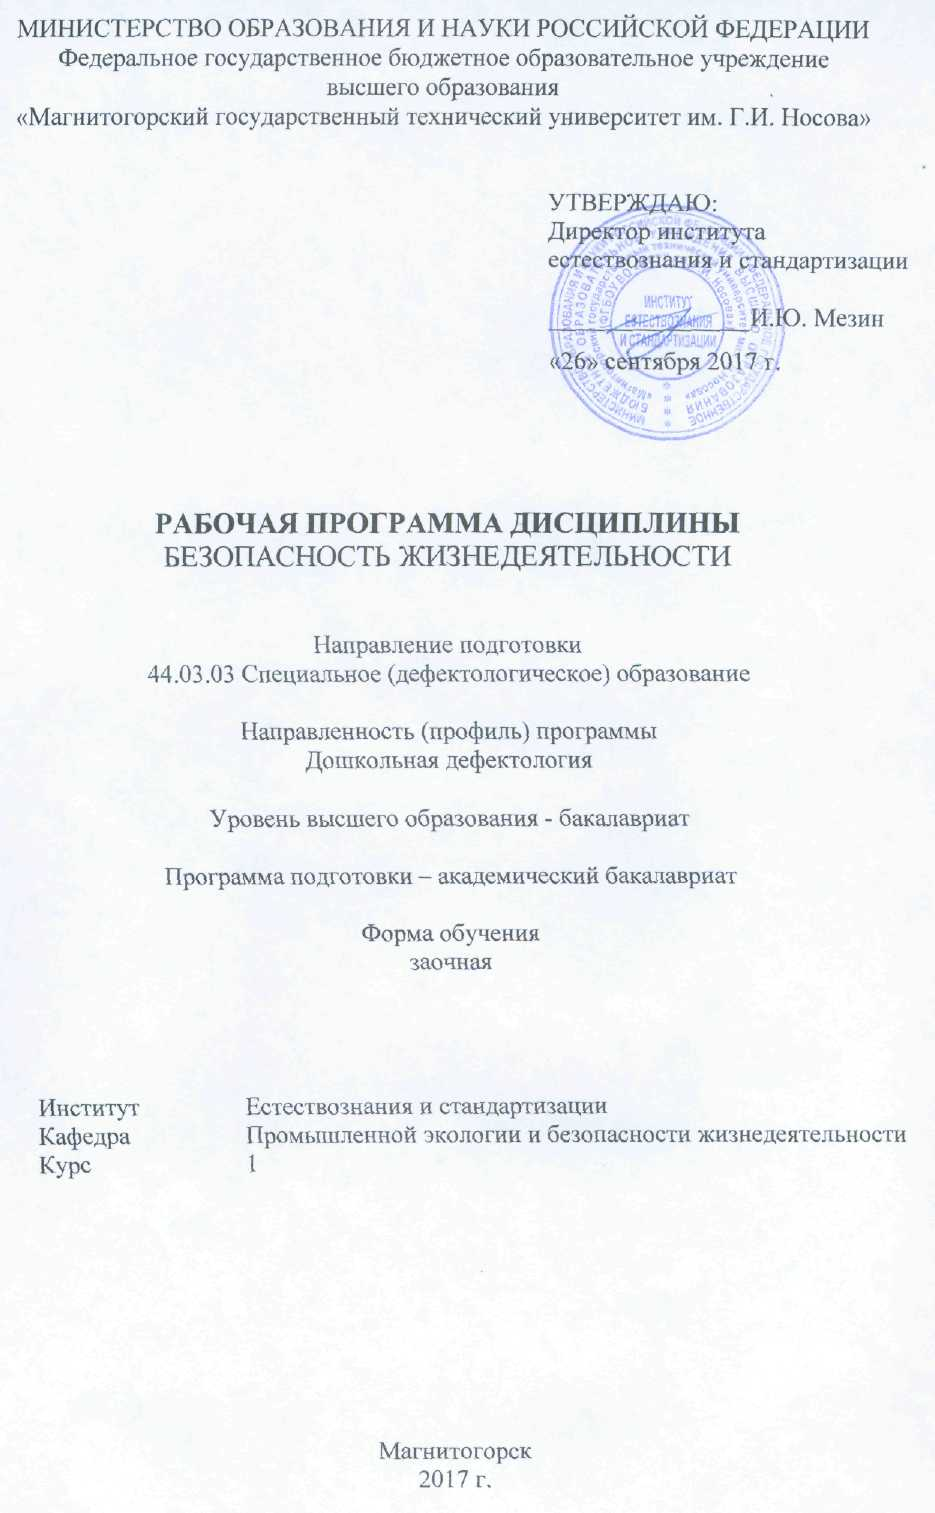 МИНИСТЕРСТВО ОБРАЗОВАНИЯ И НАУКИ РОССИЙСКОЙ ФЕДЕРАЦИИ
Федеральное государственное бюджетное образовательное учреждение
высшего образования
«Магнитогорский государственный технический университет им. Г.И. Носова»
УТВЕРЖДАЮ:
Директор института
естествознания и стандартизации
И.Ю. Мезин
«26» сентября 2017 г.
ИНСТИТУТ
ЕСТЕСТВОЗНАНИЯ
И СТАНДАРТИЗАЦИИ
РАБОЧАЯ ПРОГРАММА ДИСЦИПЛИНЫ
БЕЗОПАСНОСТЬ ЖИЗНЕДЕЯТЕЛЬНОСТИ
Направление подготовки
44.03.03 Специальное (дефектологическое) образование
Направленность (профиль) программы
Дошкольная дефектология
Уровень высшего образования - бакалавриат
Программа подготовки – академический бакалавриат
Форма обучения
заочная
Институт Естествознания и стандартизации
Кафедра Промышленной экологии и безопасности жизнедеятельности
Курс 1
Магнитогорск
2017 г.